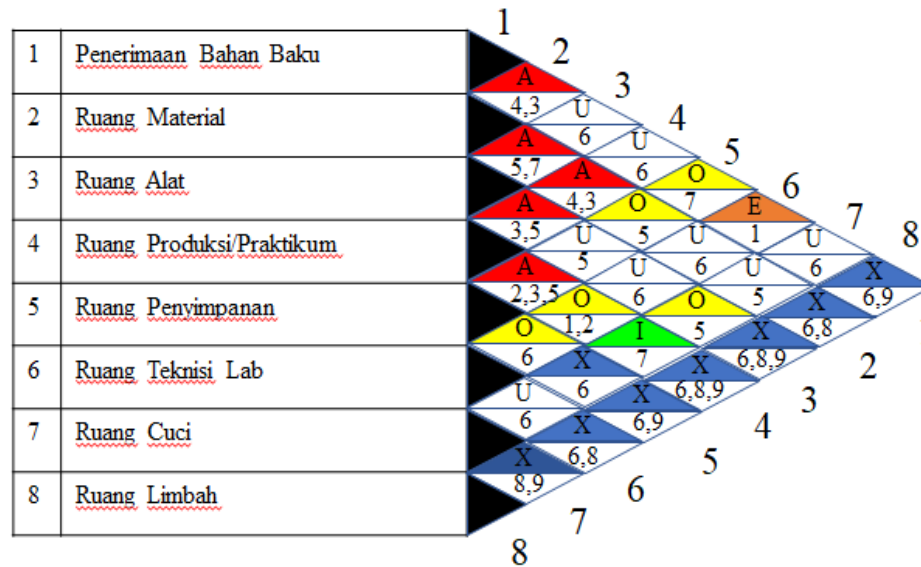 1
1 Penerimaan Bahan Baku 2
A 3
2 Ruang Material 4,3 U 4
A 6 U 5
3 Ruang Alat 5,7 A 6 O 6
A 4,3 O 7 E 7
4 Ruang Produksi/Praktikum 3,5 U 5 U 1 U 8
A 5 U 6 U 6 X
5 Ruang Penyimpanan 2,3,5 O 6 O 5 X 6,9
O 1,2 I 5 X 6,8
6 Ruang Teknisi Lab 6 X 7 X 6,8,9 2
U 6 X 6,8,9 3
7 Ruang Cuci 6 X 6,9 4
X 6,8 5
8 Ruang Limbah 8,9 6
7
8